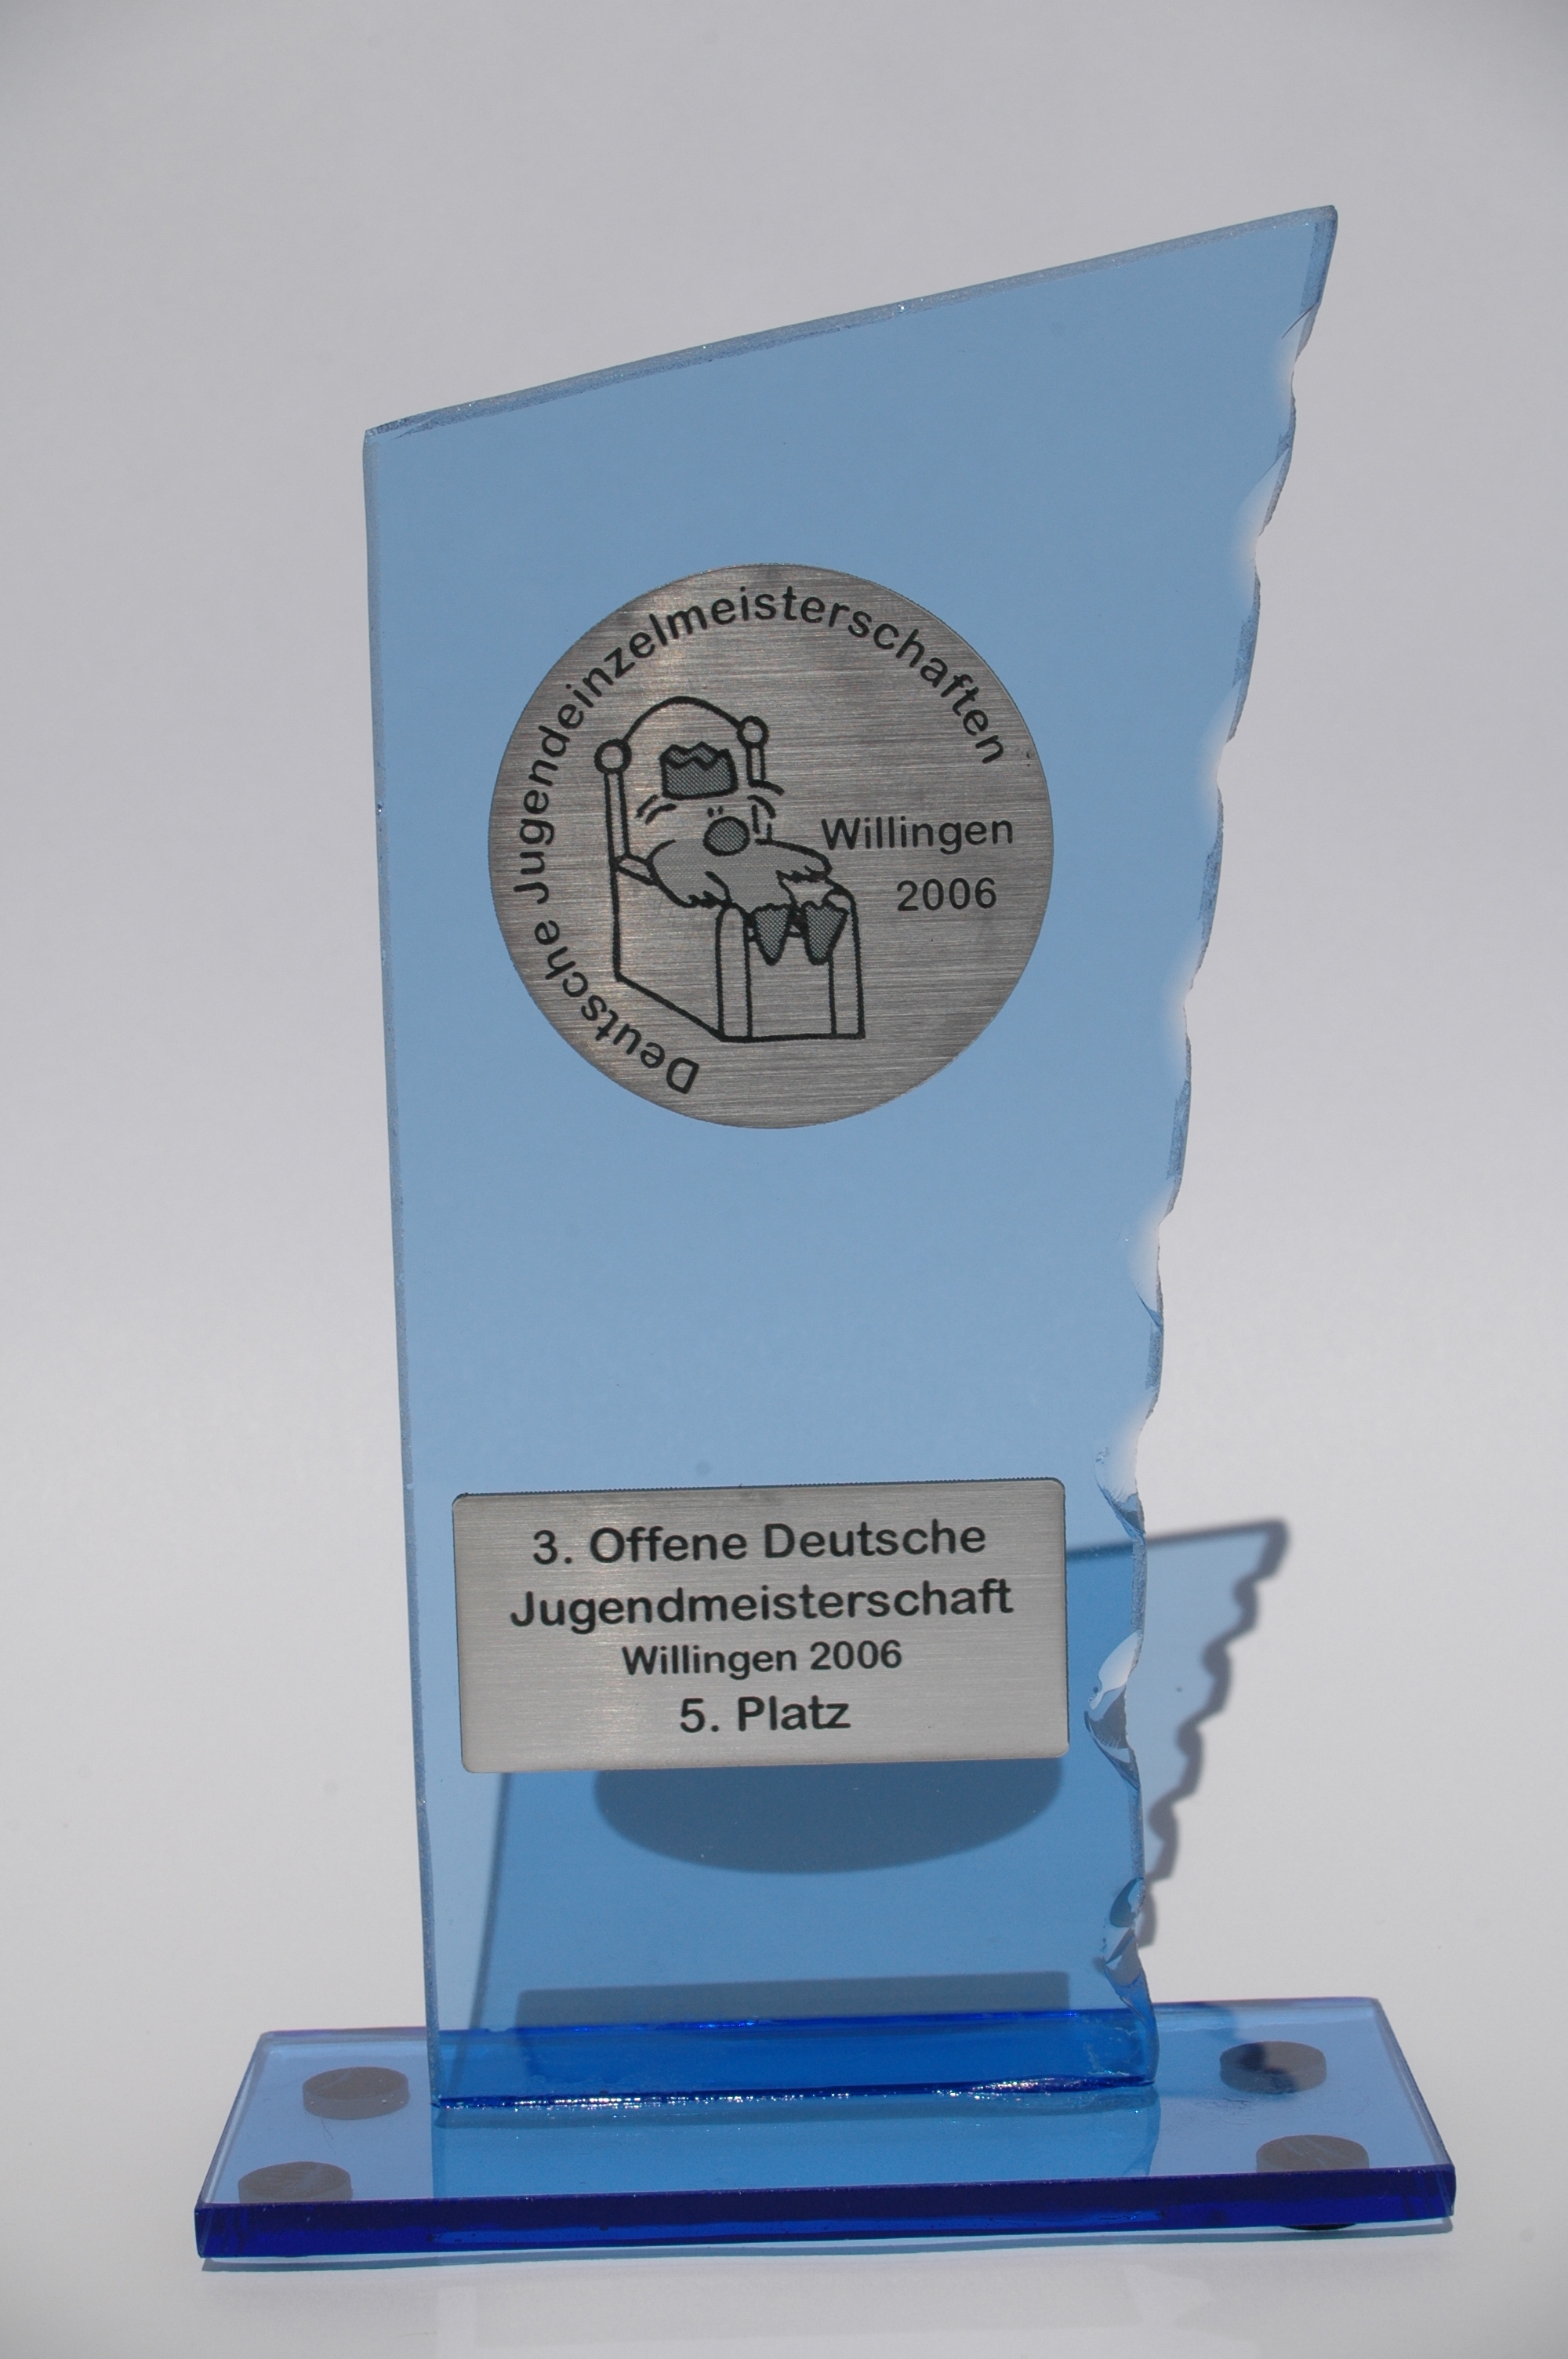 Deutsche Jugendeinzelmeisterschaften
Willingen
2006
3. Offene Deutsche
Jugendmeisterschaft
Willingen 2006
5. Platz